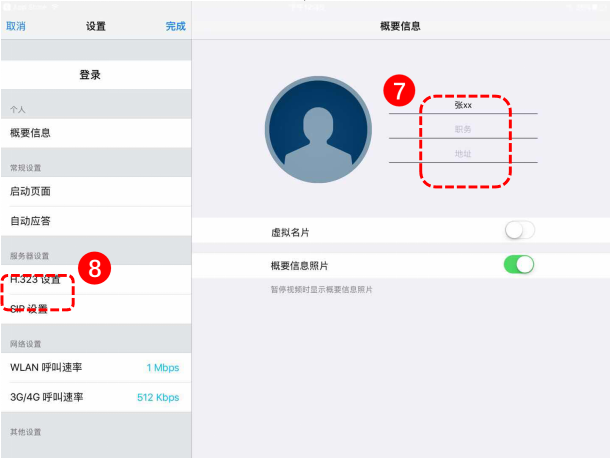 取消 设置 完成
概要信息
登录
个人
概要信息
常规设置
启动页面
自动应答
服务器设置
H.323 设置
SIP 设置
网络设置
WLAN 呼叫速率 1 Mbps
3G/4G 呼叫速率 512 Kbps
其他设置
8
7
张xx
职务
地址
虚拟名片
概要信息照片
暂停视频时显示概要信息照片